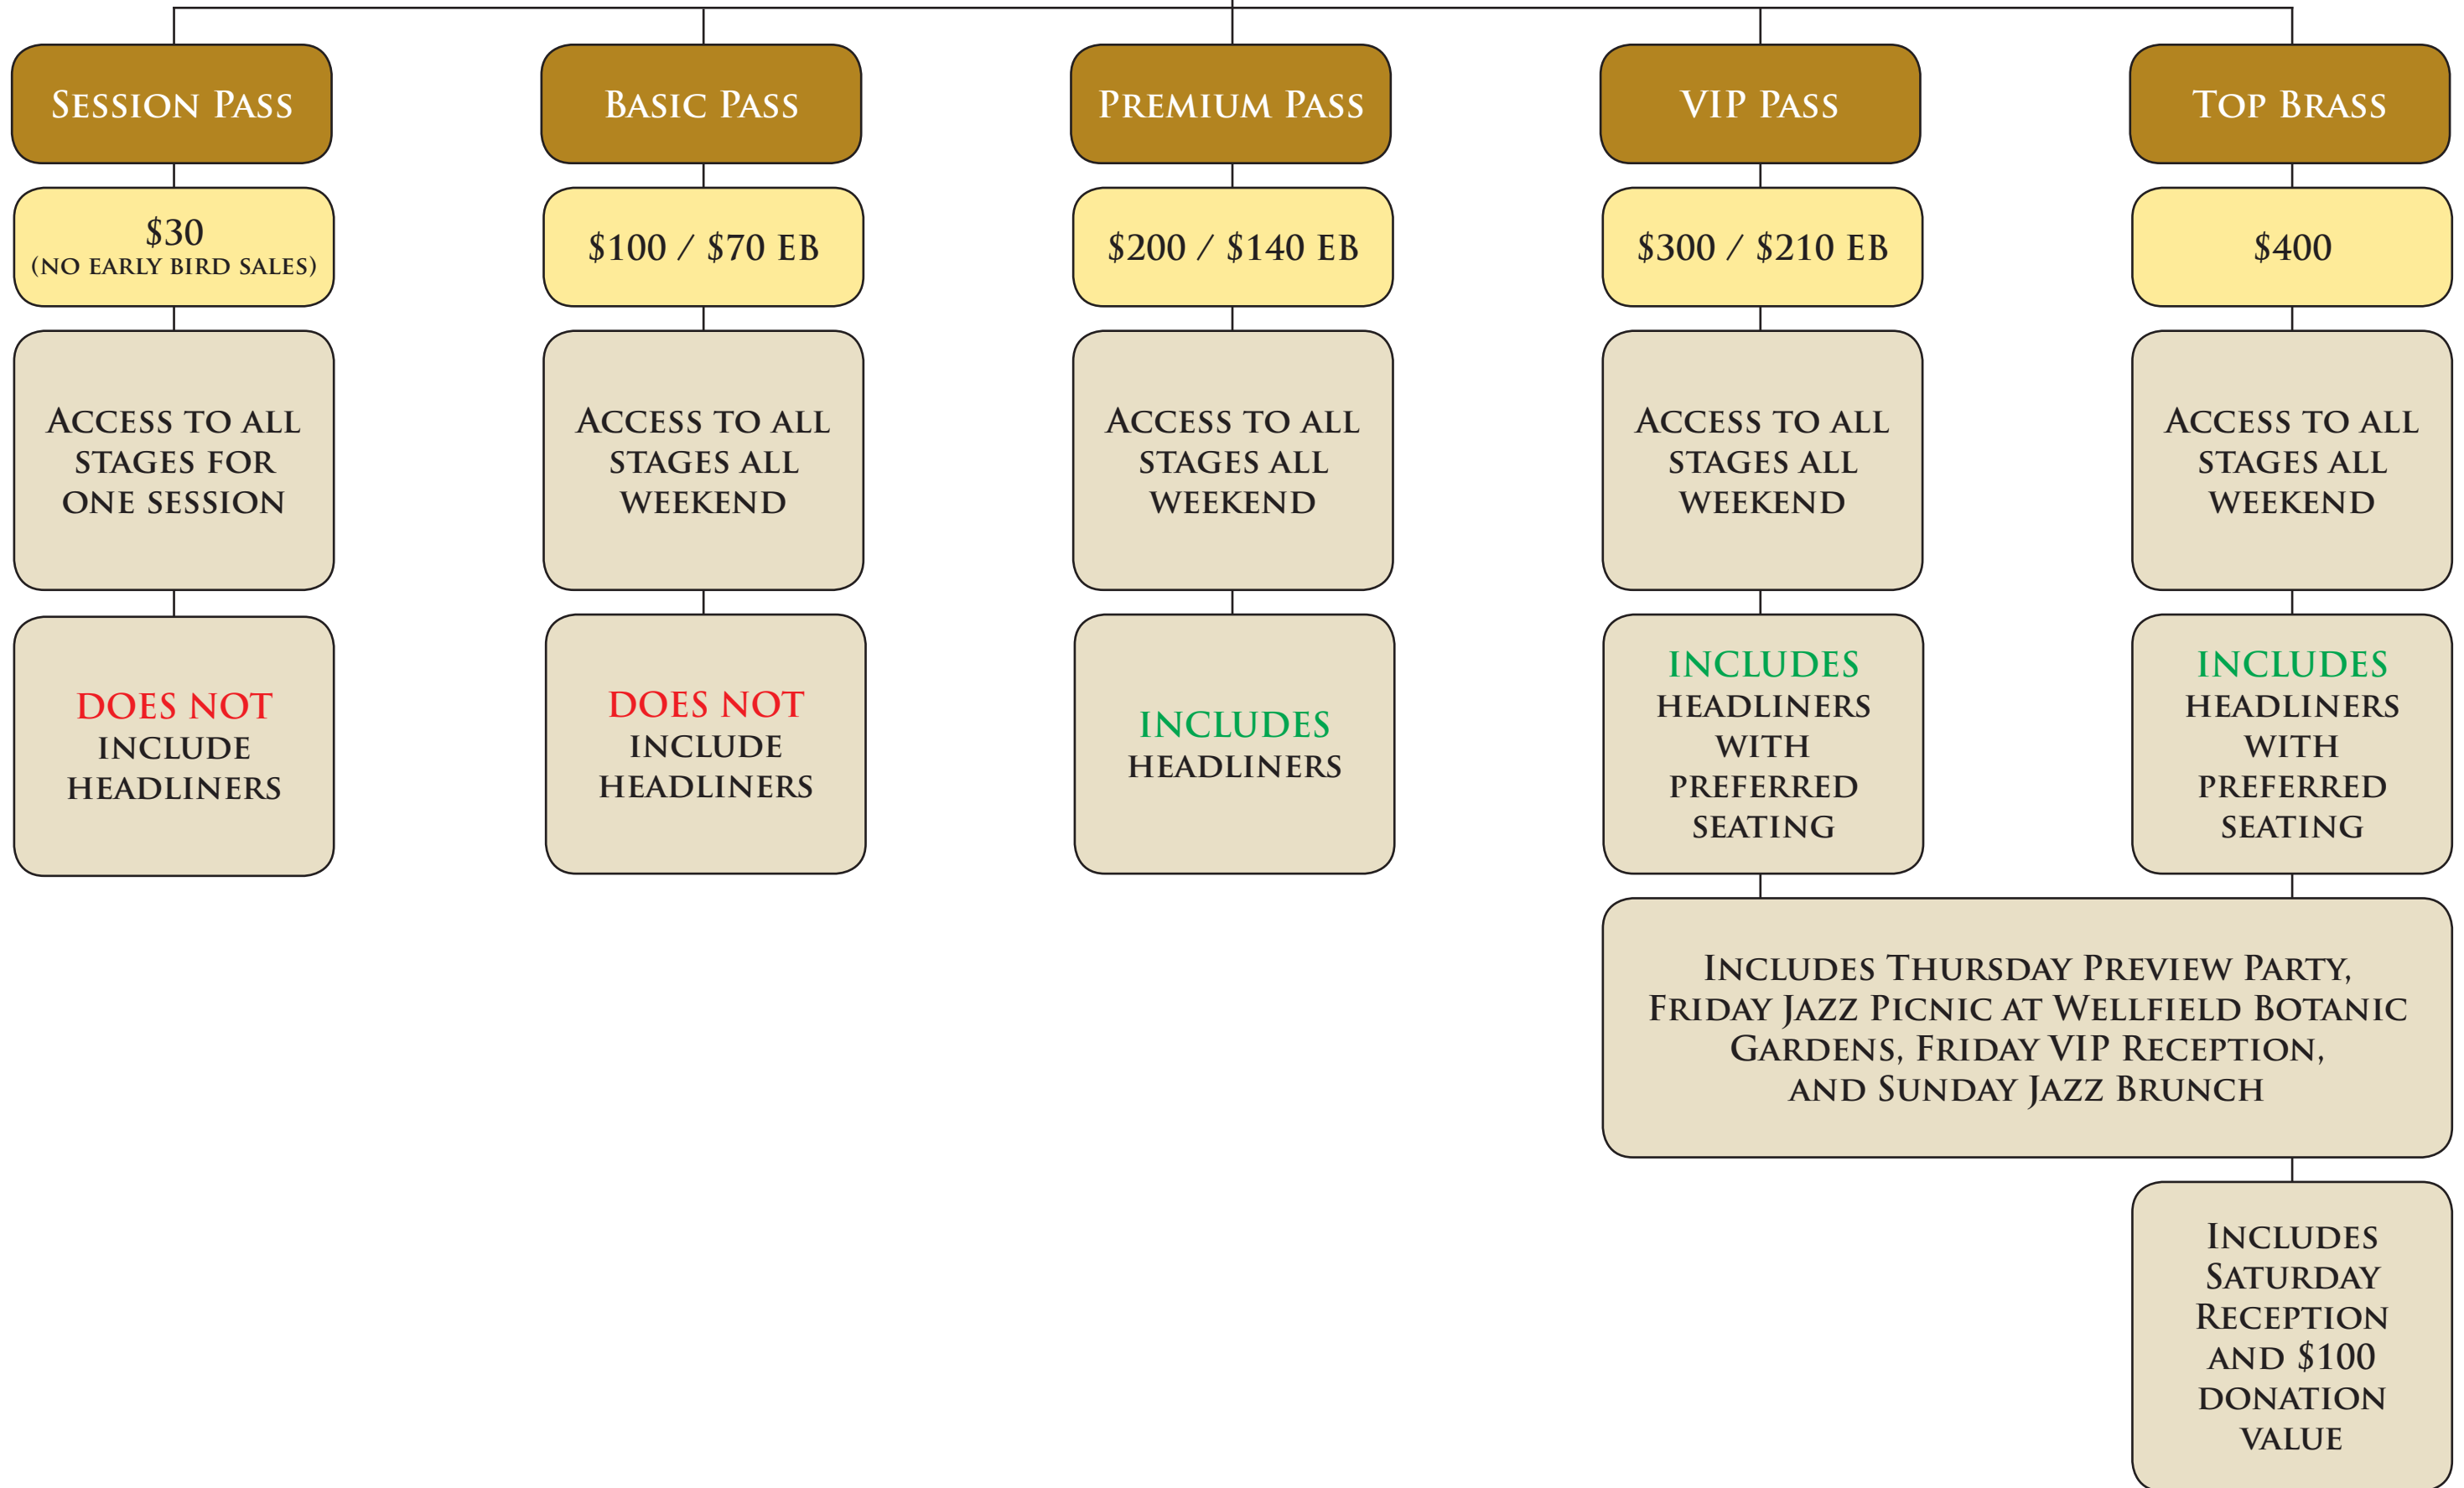 Session Pass
$30
(no early bird sales)
Access to all
stages for
one session
DOES NOT
include
headliners
Basic Pass
$100 / $70 EB
Access to all
stages all
weekend
DOES NOT
include
headliners
Premium Pass
$200 / $140 EB
Access to all
stages all
weekend
INCLUDES
headliners
VIP Pass
$300 / $210 EB
Access to all
stages all
weekend
INCLUDES
headliners
with
preferred
seating
Top Brass
$400
Access to all
stages all
weekend
INCLUDES
headliners
with
preferred
seating
Includes Thursday Preview Party,
Friday Jazz Picnic at Wellfield Botanic
Gardens, Friday VIP Reception,
and Sunday Jazz Brunch
Includes
Saturday
Reception
and $100
donation
value